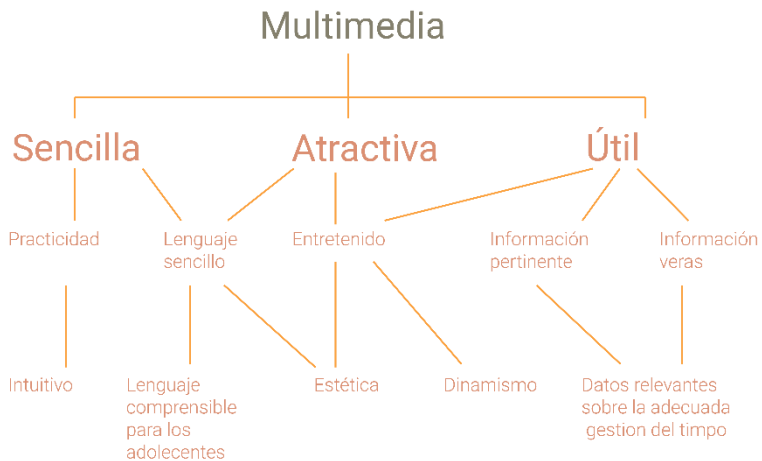 Multimedia
Sencilla
Atractiva
Útil
Practicidad
Lenguaje
sencillo
Entretenido
Información
pertinente
Información
veras
Intuitivo
Lenguaje
comprensible
para los
adolecentes
Estética
Dinamismo
Datos relevantes
sobre la adecuada
gestion del timpo